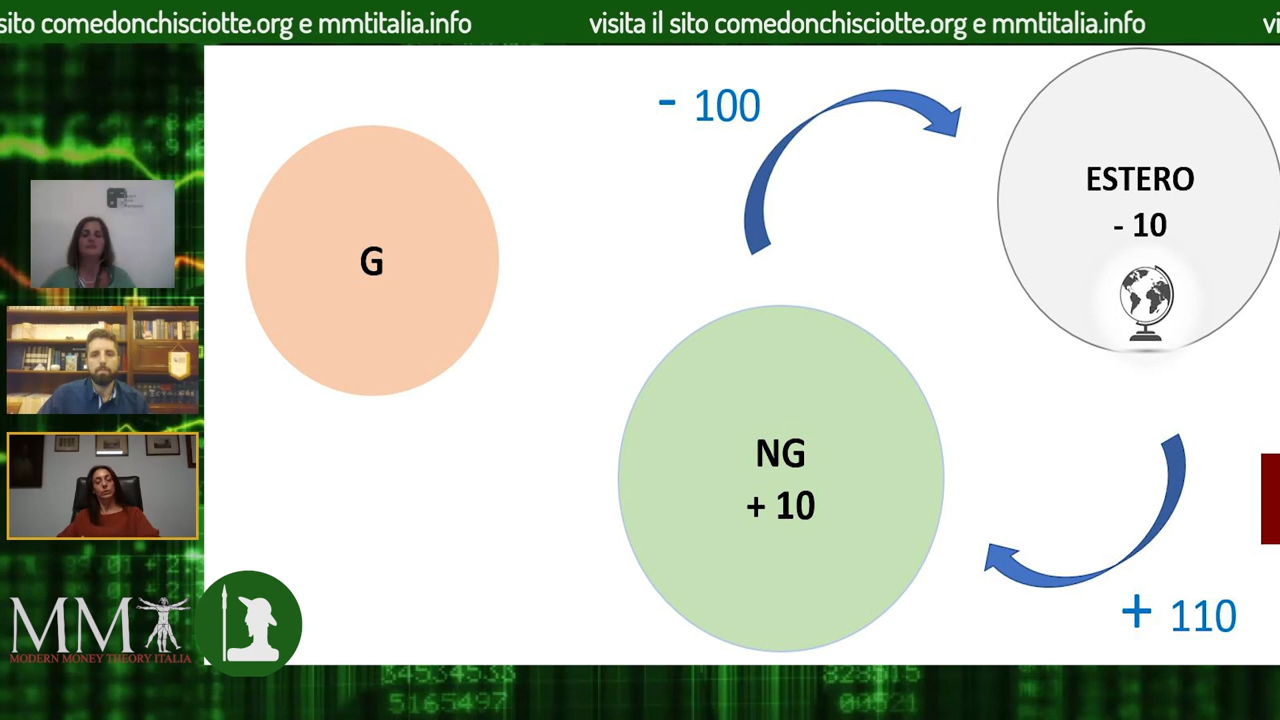 sito comedonchisciotte.org e mmtitalia.info
visita il sito comedonchisciotte.org e mmtitalia.info
vi
- 100
ESTERO
- 10
G
NG
+ 10
+ 110
MMT
MODERN MONEY THEORY ITALIA